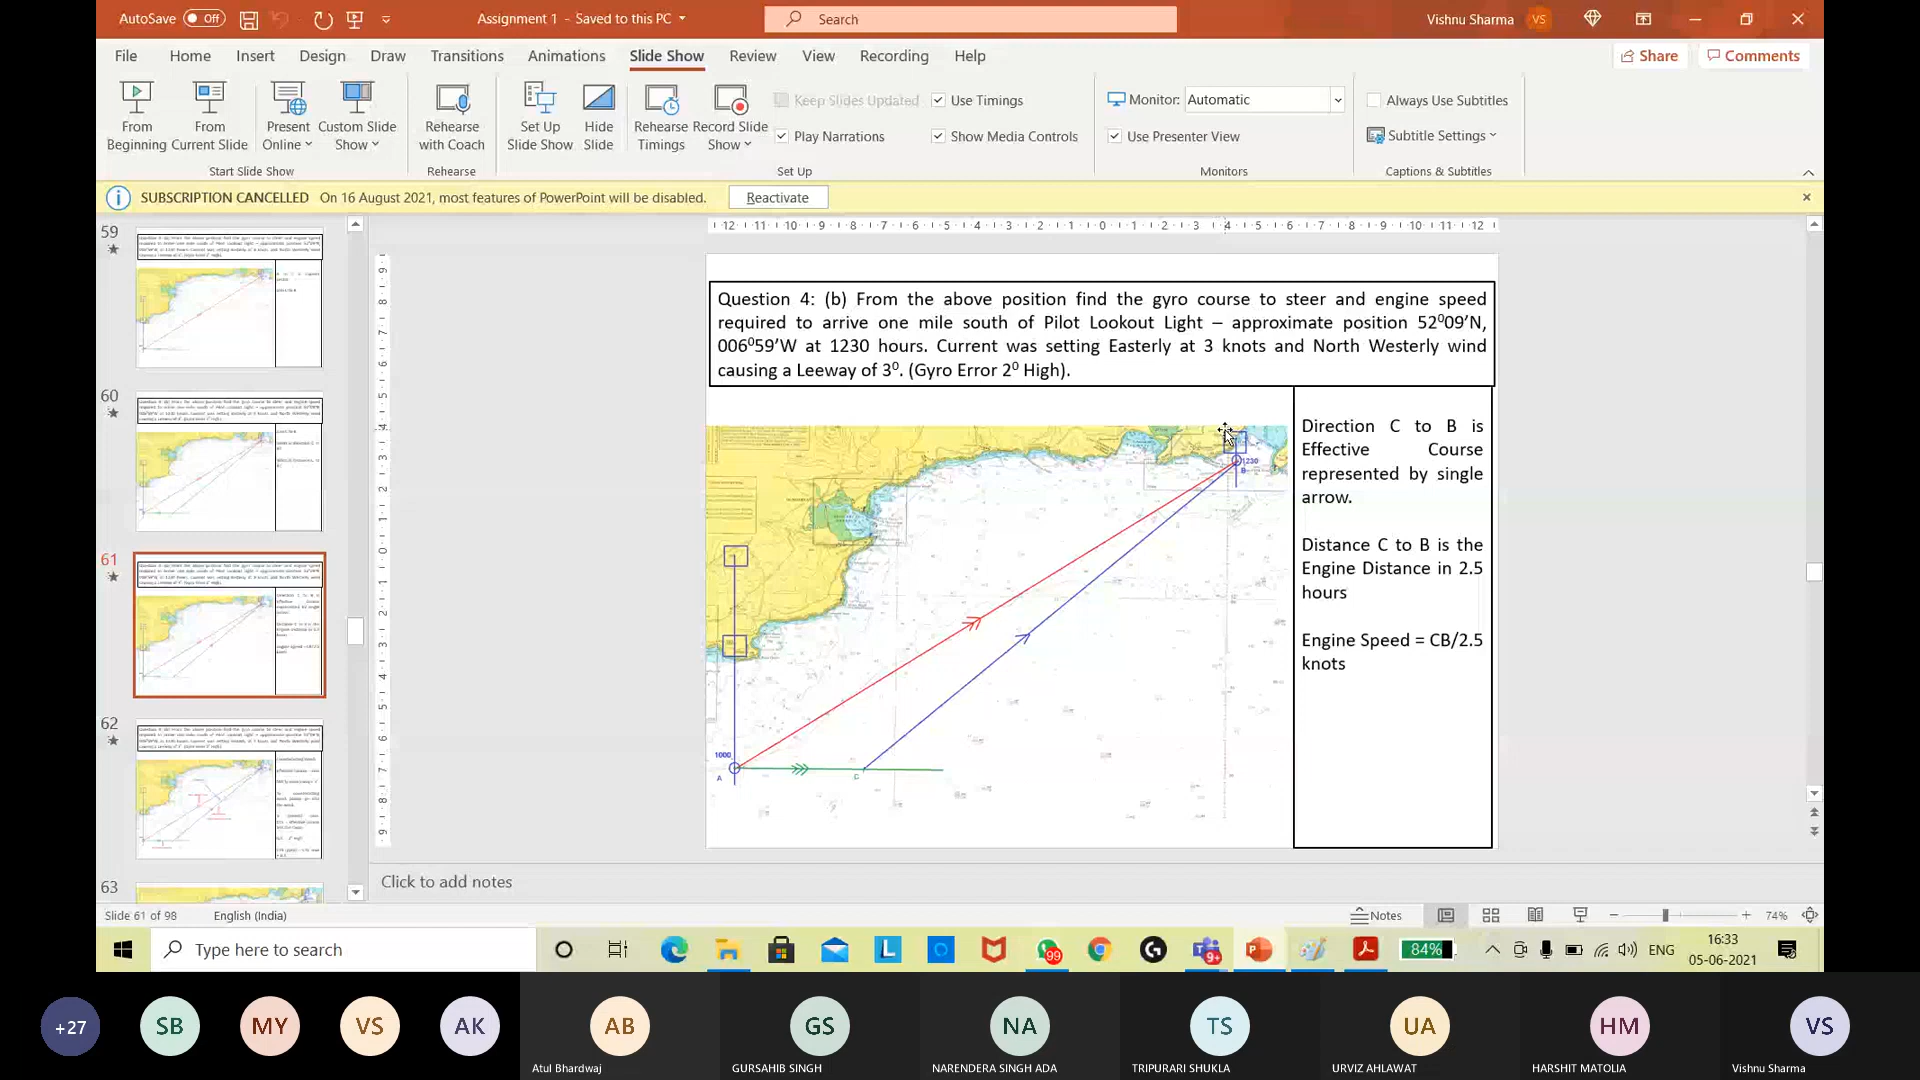 AutoSave Off
Assignment 1 - Saved to this PC
Search
Vishnu Sharma VS
File Home Insert Design Draw Transitions Animations Slide Show Review View Recording Help
Share Comments
From Beginning
From Current Slide
Present Online
Custom Slide Show
Rehearse with Coach
Set Up Slide Show
Hide Slide
Rehearse Timings
Record Slide Show
Keep Slides Updated
Use Timings
Play Narrations
Show Media Controls
Monitor: Automatic
Use Presenter View
Always Use Subtitles
Subtitle Settings
Start Slide Show
Rehearse
Set Up
Monitors
Captions & Subtitles
SUBSCRIPTION CANCELLED On 16 August 2021, most features of PowerPoint will be disabled. Reactivate
59
60
61
62
63
Question 4: (b) From the above position find the gyro course to steer and engine speed
required to arrive one mile south of Pilot Lookout Light – approximate position 52⁰09’N,
006⁰59’W at 1230 hours. Current was setting Easterly at 3 knots and North Westerly wind
causing a Leeway of 3⁰. (Gyro Error 2⁰ High).
1230
B
1000
A
C
Direction C to B is
Effective Course
represented by single
arrow.
Distance C to B is the
Engine Distance in 2.5
hours
Engine Speed = CB/2.5
knots
Click to add notes
Slide 61 of 98 English (India)
Notes
74%
Type here to search
99
9+
84%
ENG
16:33
05-06-2021
+27 SB MY VS AK AB GS NA TS UA HM VS
Atul Bhardwaj GURSAHIB SINGH NARENDERA SINGH ADA TRIPURARI SHUKLA URVIZ AHLAWAT HARSHIT MATOLIA Vishnu Sharma